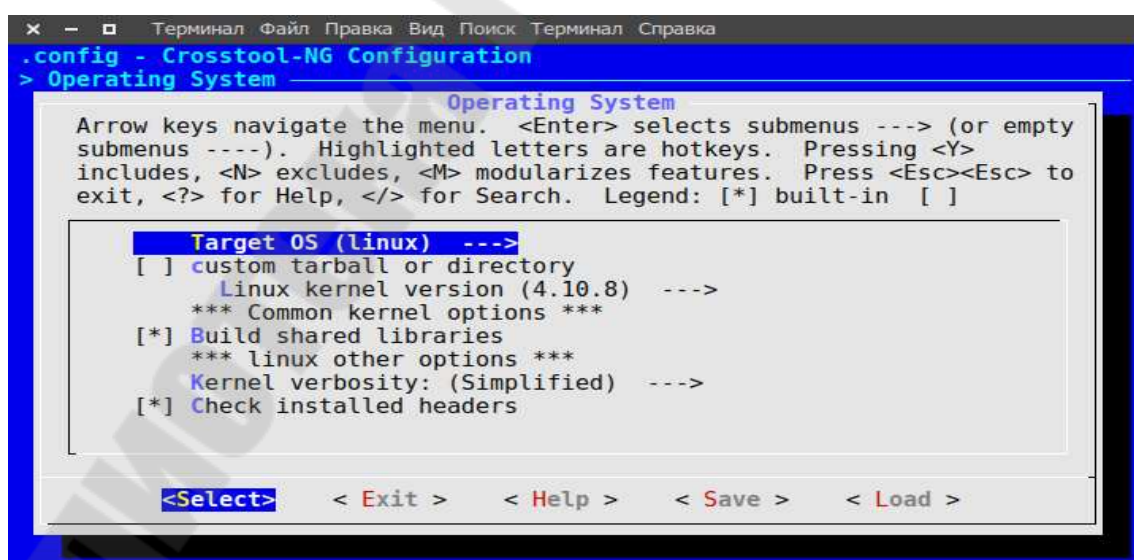 Терминал Файл Правка Вид Поиск Терминал Справка
.config - Crosstool-NG Configuration
> Operating System
Operating System
Arrow keys navigate the menu. <Enter> selects submenus ---> (or empty
submenus ----). Highlighted letters are hotkeys. Pressing <Y>
includes, <N> excludes, <M> modularizes features. Press <Esc><Esc> to
exit, <?> for Help, </> for Search. Legend: [*] built-in [ ]
Target OS (linux) --->
[ ] custom tarball or directory
Linux kernel version (4.10.8) --->
*** Common kernel options ***
[*] Build shared libraries
*** linux other options ***
Kernel verbosity: (Simplified) --->
[*] Check installed headers
<Select> < Exit > < Help > < Save > < Load >